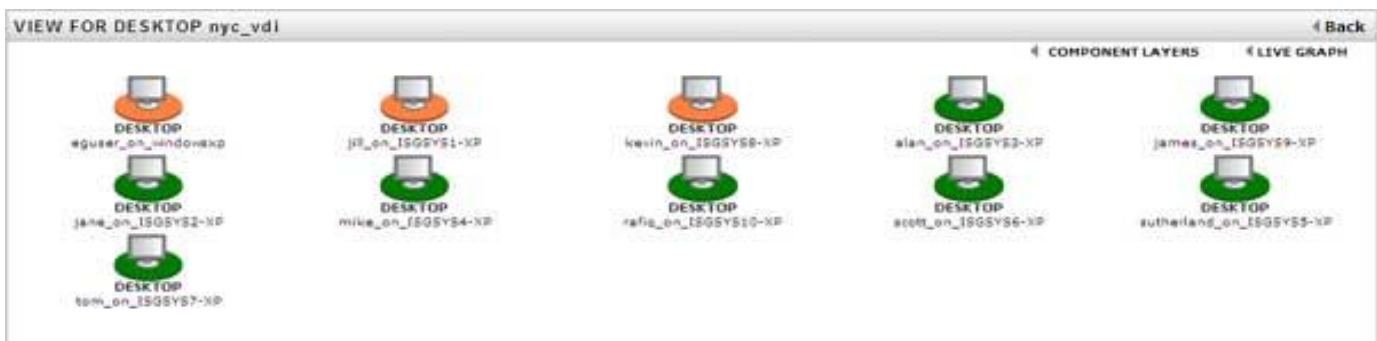 VIEW FOR DESKTOP nyc_vdi
Back
COMPONENT LAYERS
LIVE GRAPH
DESKTOP
eguser_on_windowsxp
DESKTOP
jill_on_ISGSYS1-XP
DESKTOP
kevin_on_ISGSYS8-XP
DESKTOP
alan_on_ISGSYS3-XP
DESKTOP
james_on_ISGSYS9-XP
DESKTOP
jane_on_ISGSYS2-XP
DESKTOP
mike_on_ISGSYS4-XP
DESKTOP
rafiq_on_ISGSYS10-XP
DESKTOP
scott_on_ISGSYS6-XP
DESKTOP
sutherland_on_ISGSYS5-XP
DESKTOP
tom_on_ISGSYS7-XP